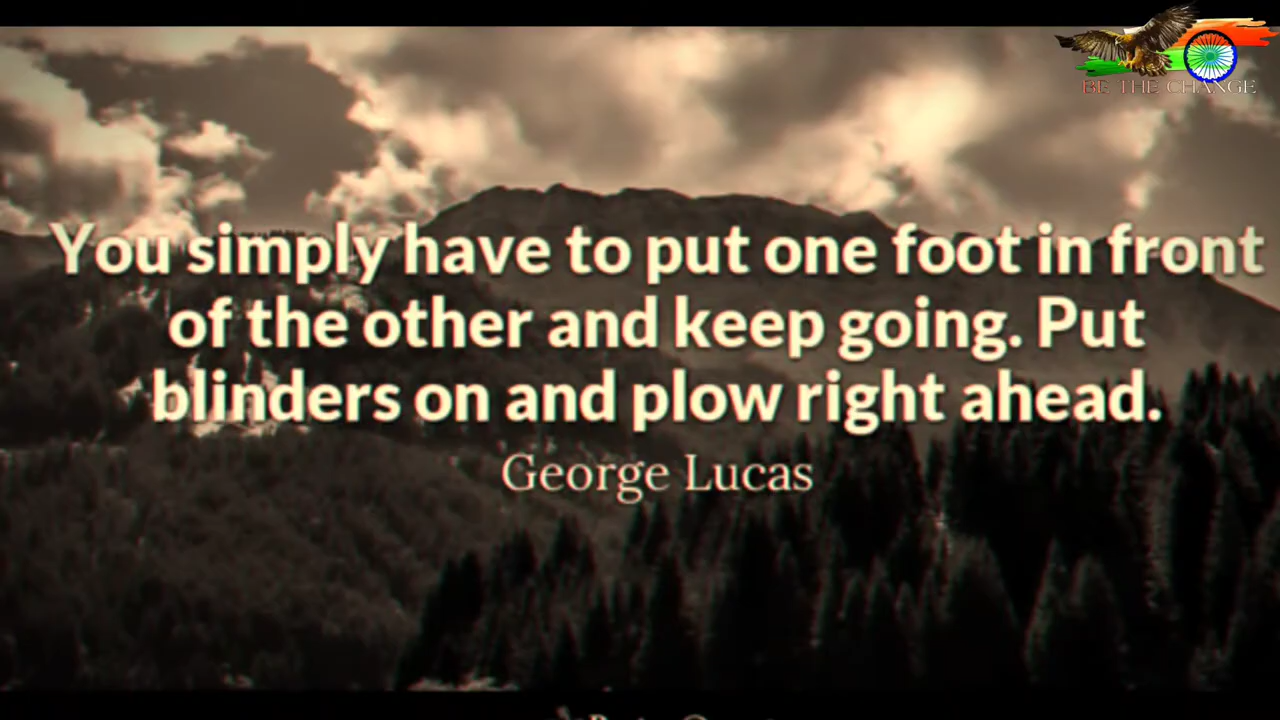 BE THE CHANGE
You simply have to put one foot in front
of the other and keep going. Put
blinders on and plow right ahead.
George Lucas